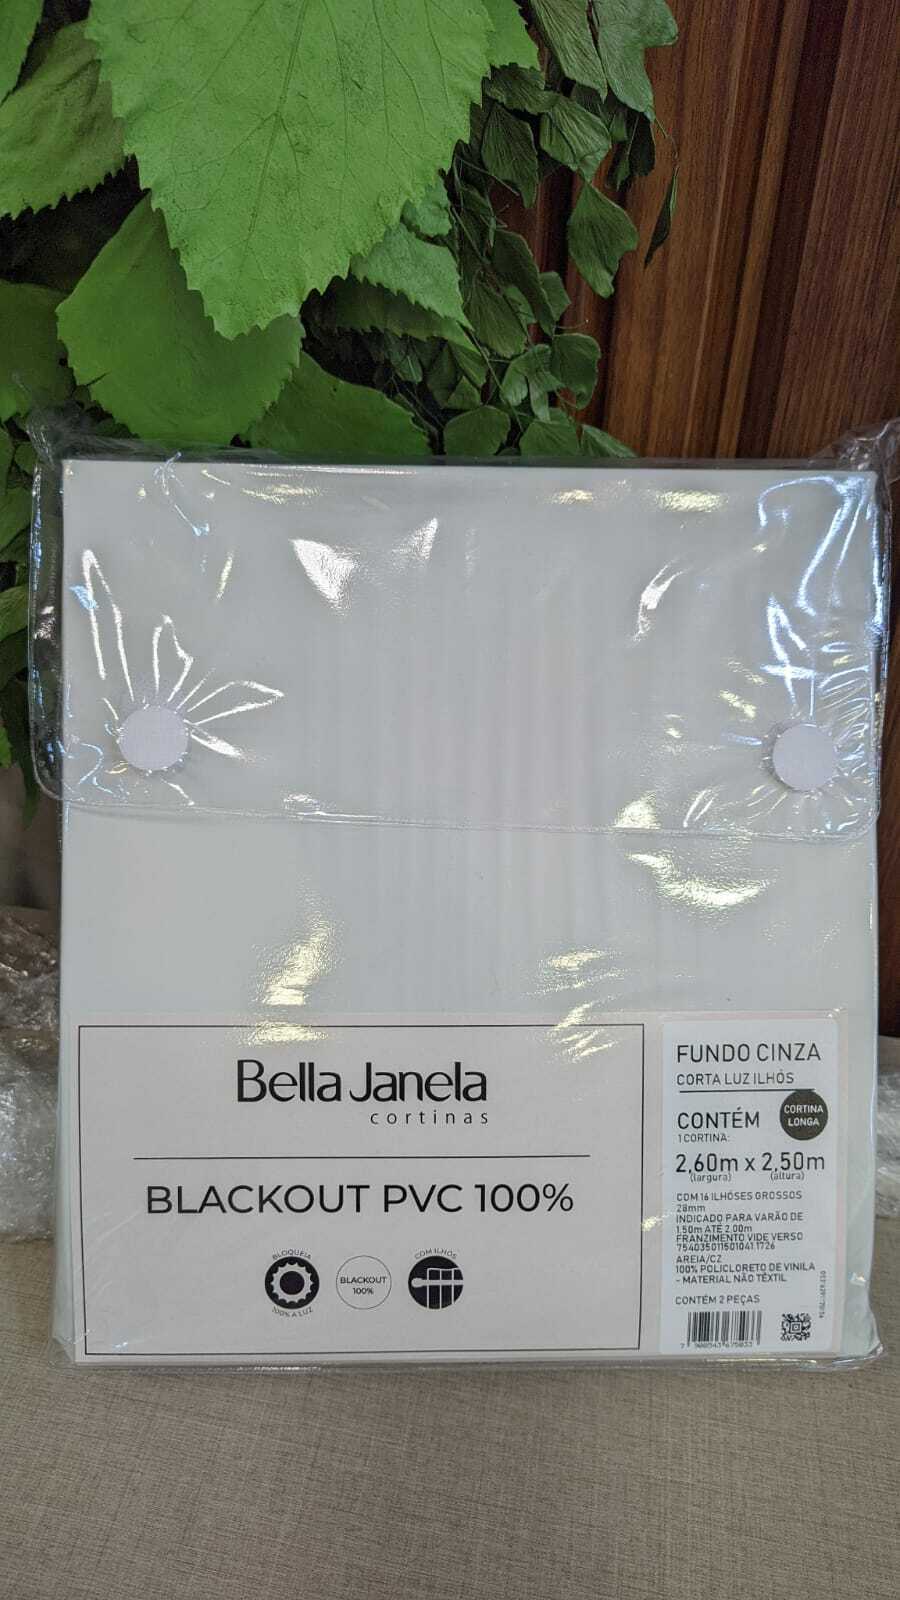 Bella Janela
cortinas
BLACKOUT PVC 100%
BLOQUEIA
100% A LUZ
BLACKOUT
100%
COM ILHÓS
FUNDO CINZA
CORTA LUZ ILHÓS
CONTÉM
1 CORTINA:
CORTINA
LONGA
2,60m x 2,50m
(largura) (altura)
COM 16 ILHÓSES GROSSOS
28mm
INDICADO PARA VARÃO DE
1.50m ATÉ 2.00m
FRANZIMENTO VIDE VERSO
754035011501041.1726
AREIA/CZ
100% POLICLORETO DE VINILA
- MATERIAL NÃO TÊXTIL
CONTÉM 2 PEÇAS